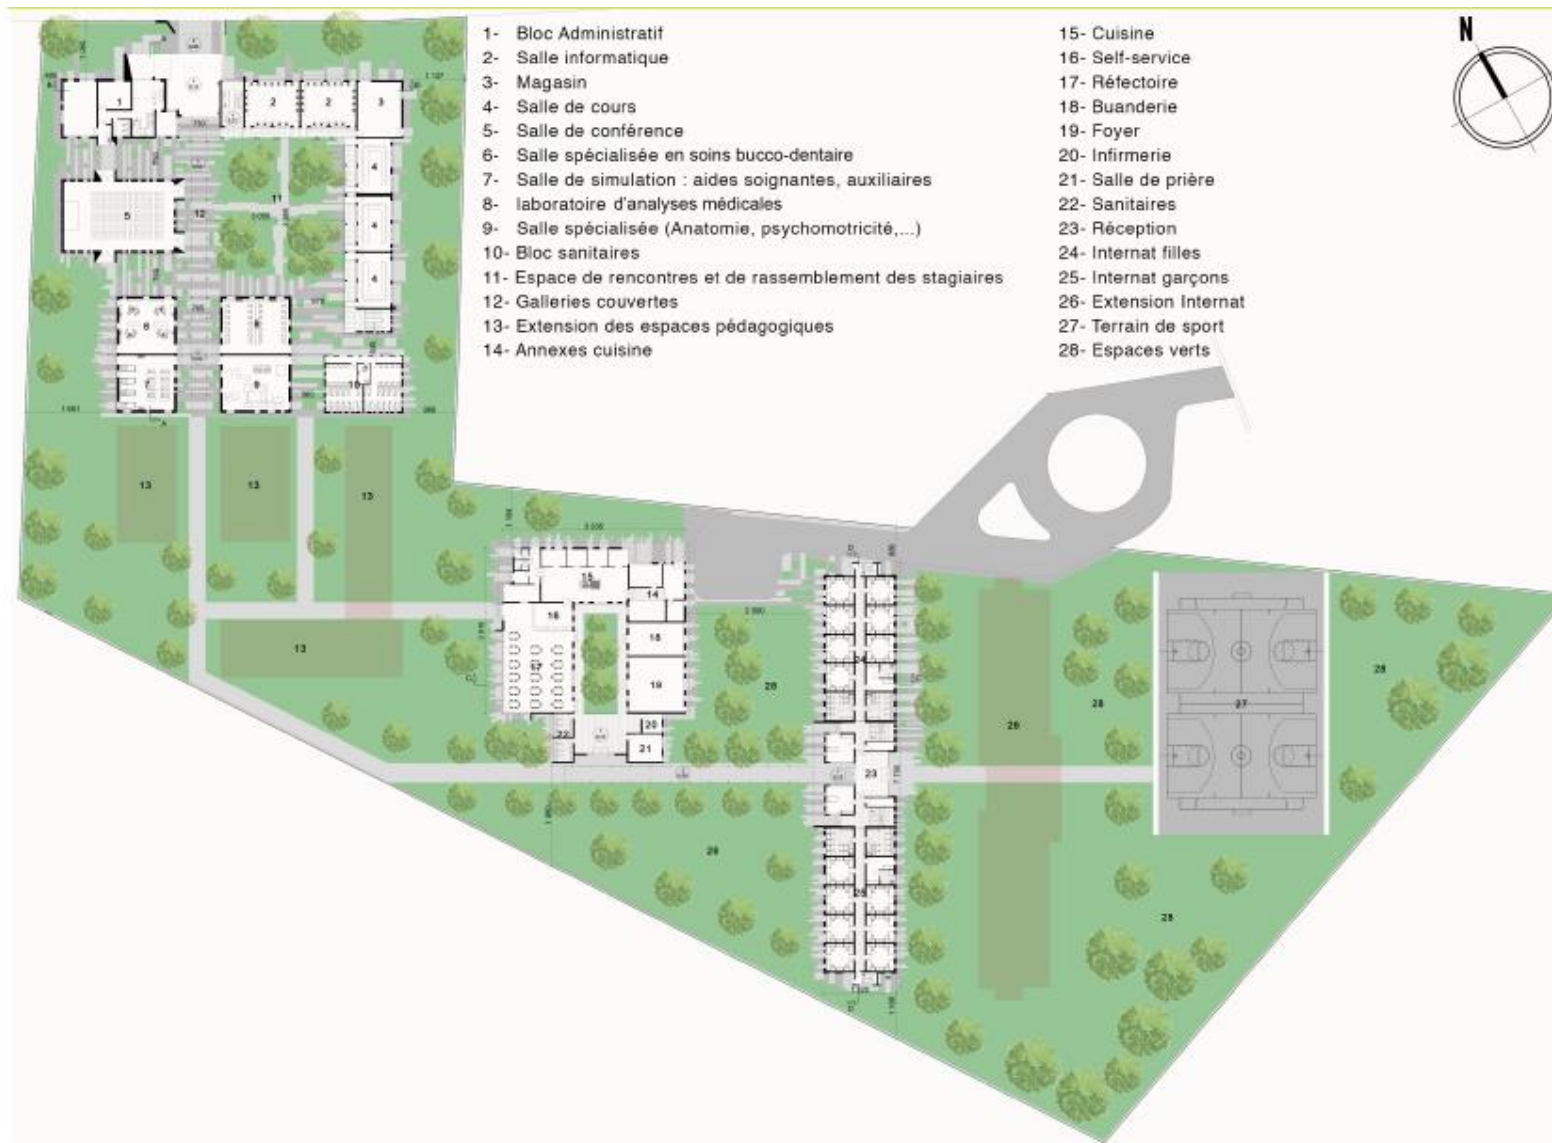 1- Bloc Administratif
2- Salle informatique
3- Magasin
4- Salle de cours
5- Salle de conférence
6- Salle spécialisée en soins bucco-dentaire
7- Salle de simulation : aides soignantes, auxiliaires
8- laboratoire d'analyses médicales
9- Salle spécialisée (Anatomie, psychomotricité,...)
10- Bloc sanitaires
11- Espace de rencontres et de rassemblement des stagiaires
12- Galleries couvertes
13- Extension des espaces pédagogiques
14- Annexes cuisine
15- Cuisine
16- Self-service
17- Réfectoire
18- Buanderie
19- Foyer
20- Infirmerie
21- Salle de prière
22- Sanitaires
23- Réception
24- Internat filles
25- Internat garçons
26- Extension Internat
27- Terrain de sport
28- Espaces verts
N
1
2
2
3
4
5
12
11
4
4
6
8
7
9
10
13
13
13
13
15
14
16
18
17
19
20
22
21
28
24
23
25
26
28
27
28
28
28